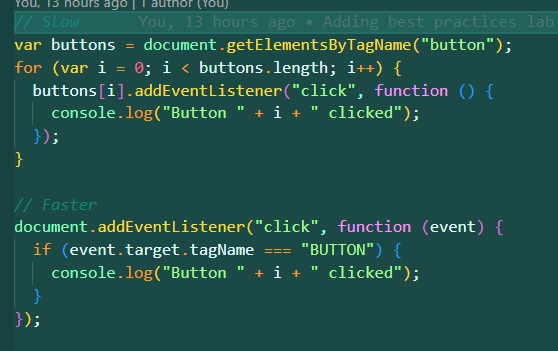 You, 13 hours ago | 1 author (You)
// Slow You, 13 hours ago • Adding best practices lab
var buttons = document.getElementsByTagName("button");
for (var i = 0; i < buttons.length; i++) {
  buttons[i].addEventListener("click", function () {
    console.log("Button " + i + " clicked");
  });
}

// Faster
document.addEventListener("click", function (event) {
  if (event.target.tagName === "BUTTON") {
    console.log("Button " + i + " clicked");
  }
});